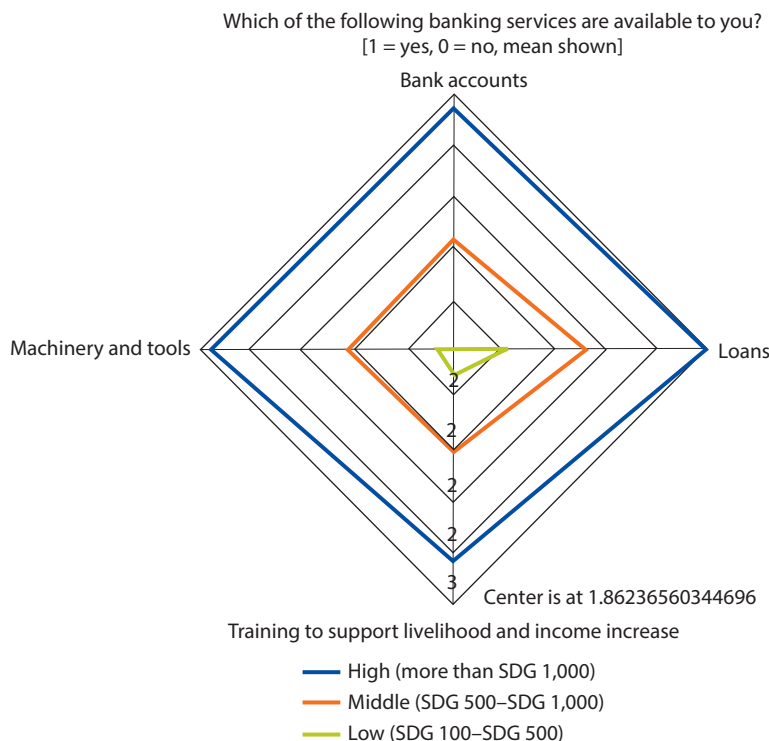 Which of the following banking services are available to you?
[1 = yes, 0 = no, mean shown]
Bank accounts
Machinery and tools
Loans
2
2
2
2
3
Center is at 1.86236560344696
Training to support livelihood and income increase
High (more than SDG 1,000)
Middle (SDG 500–SDG 1,000)
Low (SDG 100–SDG 500)